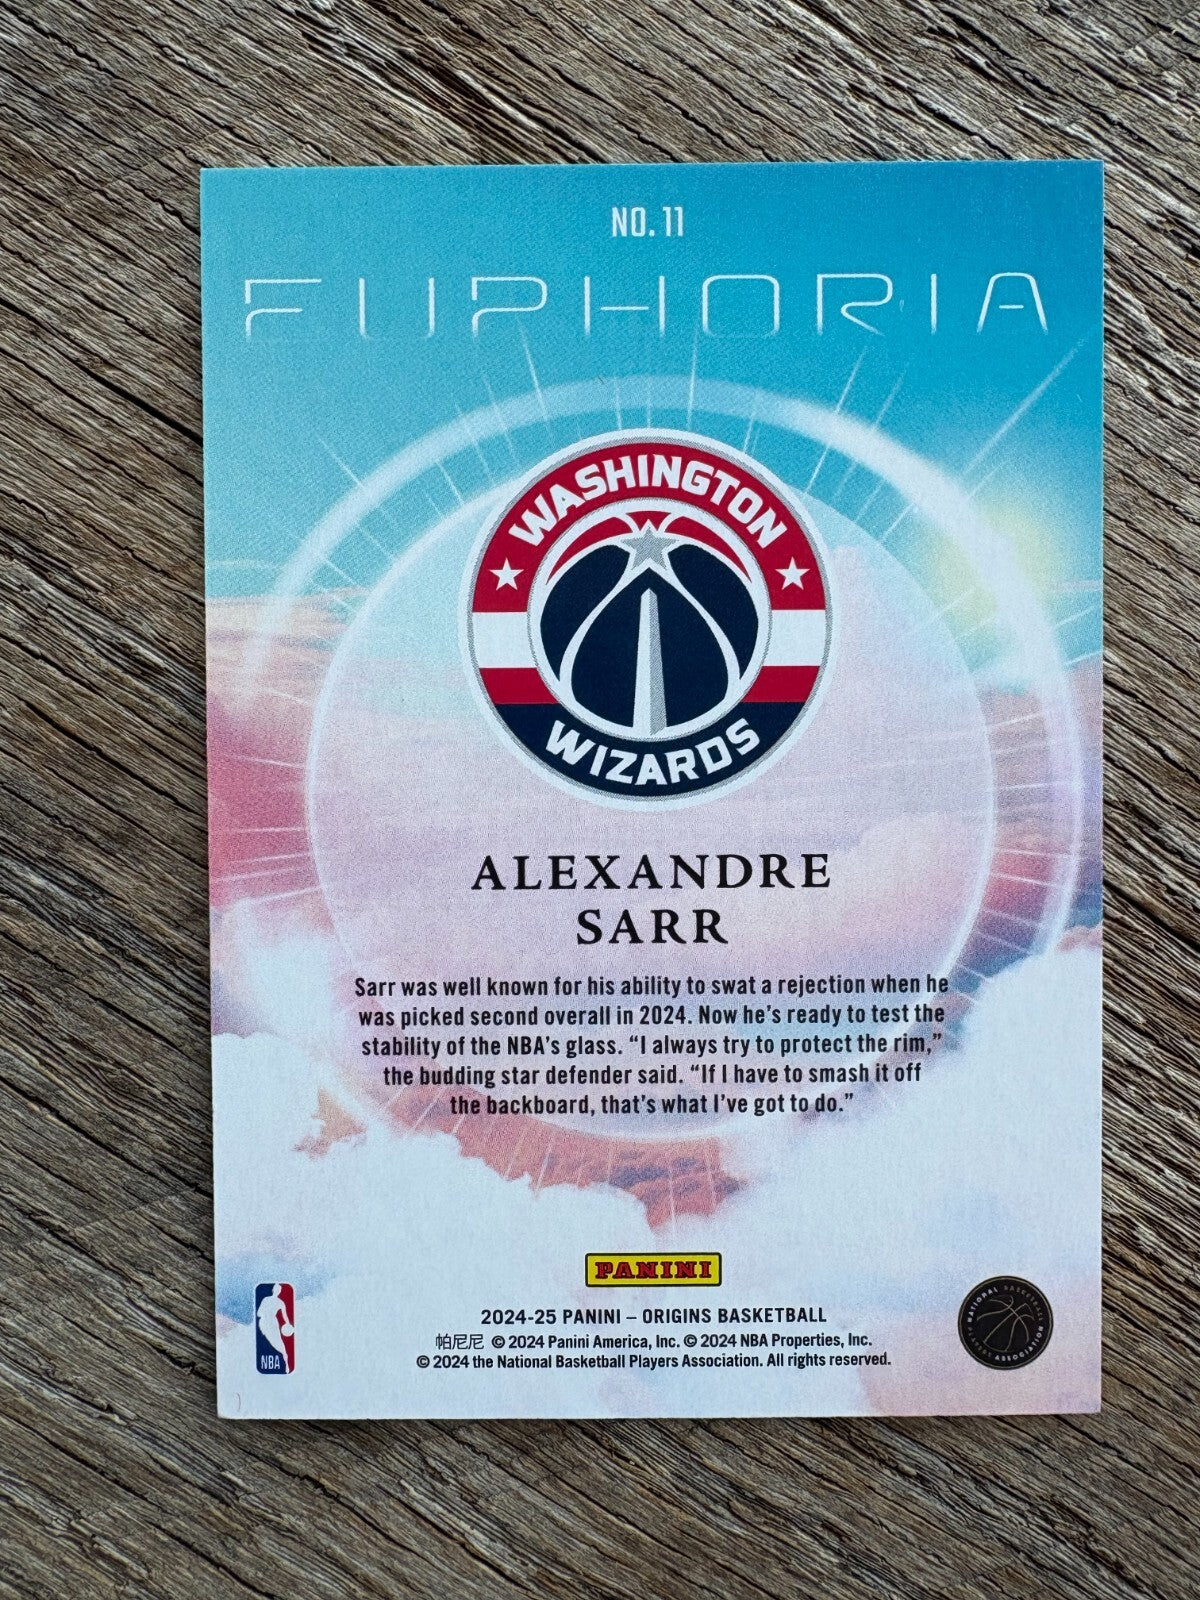 NO. 11
EUPHORIA
WASHINGTON
WIZARDS
ALEXANDRE
SARR
Sarr was well known for his ability to swat a rejection when he
was picked second overall in 2024. Now he's ready to test the
stability of the NBA's glass. “I always try to protect the rim,”
the budding star defender said. “If I have to smash it off
the backboard, that's what I've got to do.”
PANINI
2024-25 PANINI – ORIGINS BASKETBALL
帕尼尼 © 2024 Panini America, Inc. © 2024 NBA Properties, Inc.
© 2024 the National Basketball Players Association. All rights reserved.
NBA
NATIONAL BASKETBALL PLAYERS ASSOCIATION